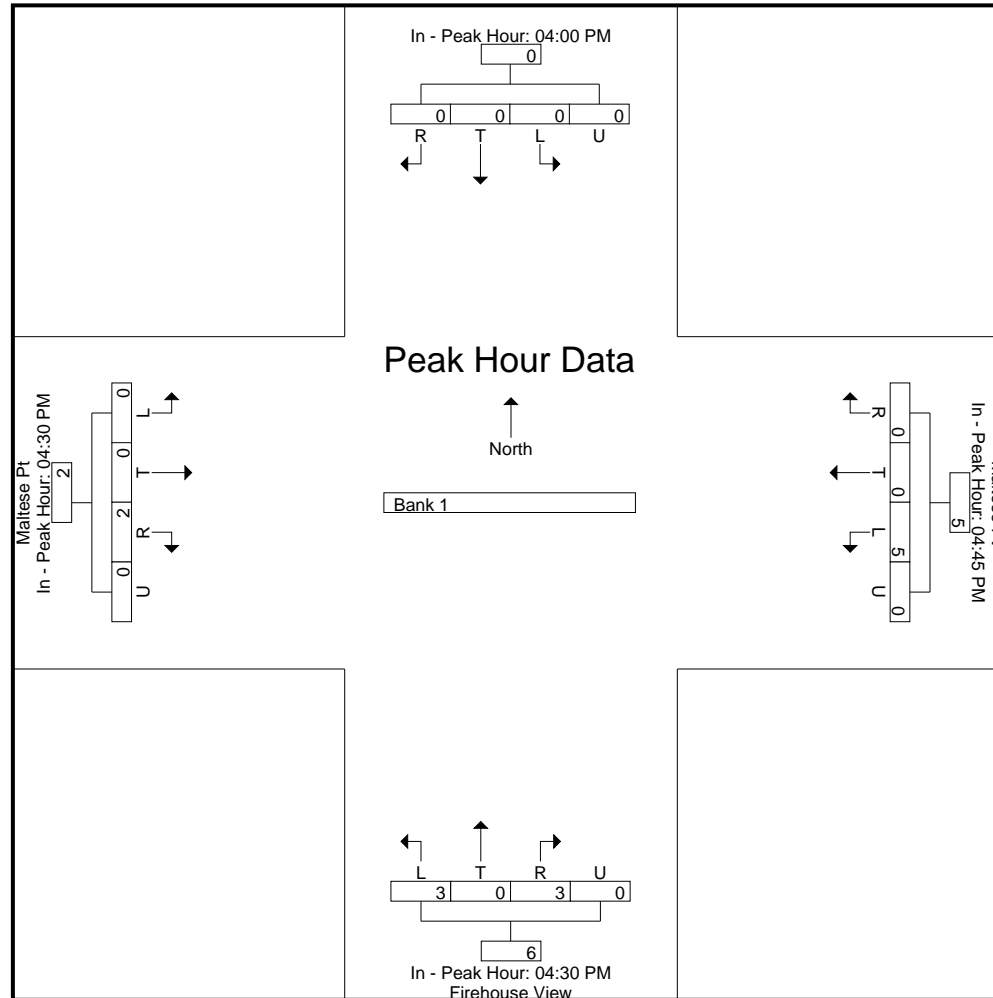 In - Peak Hour: 04:00 PM
0
0 0 0 0
R T L U
Peak Hour Data
North
Bank 1
Maltese Pt
In - Peak Hour: 04:30 PM
2
0 0 2 0
L T R U
In - Peak Hour: 04:45 PM
5
0 0 5 0
R T L U
L T R U
3 0 3 0
6
In - Peak Hour: 04:30 PM
Firehouse View